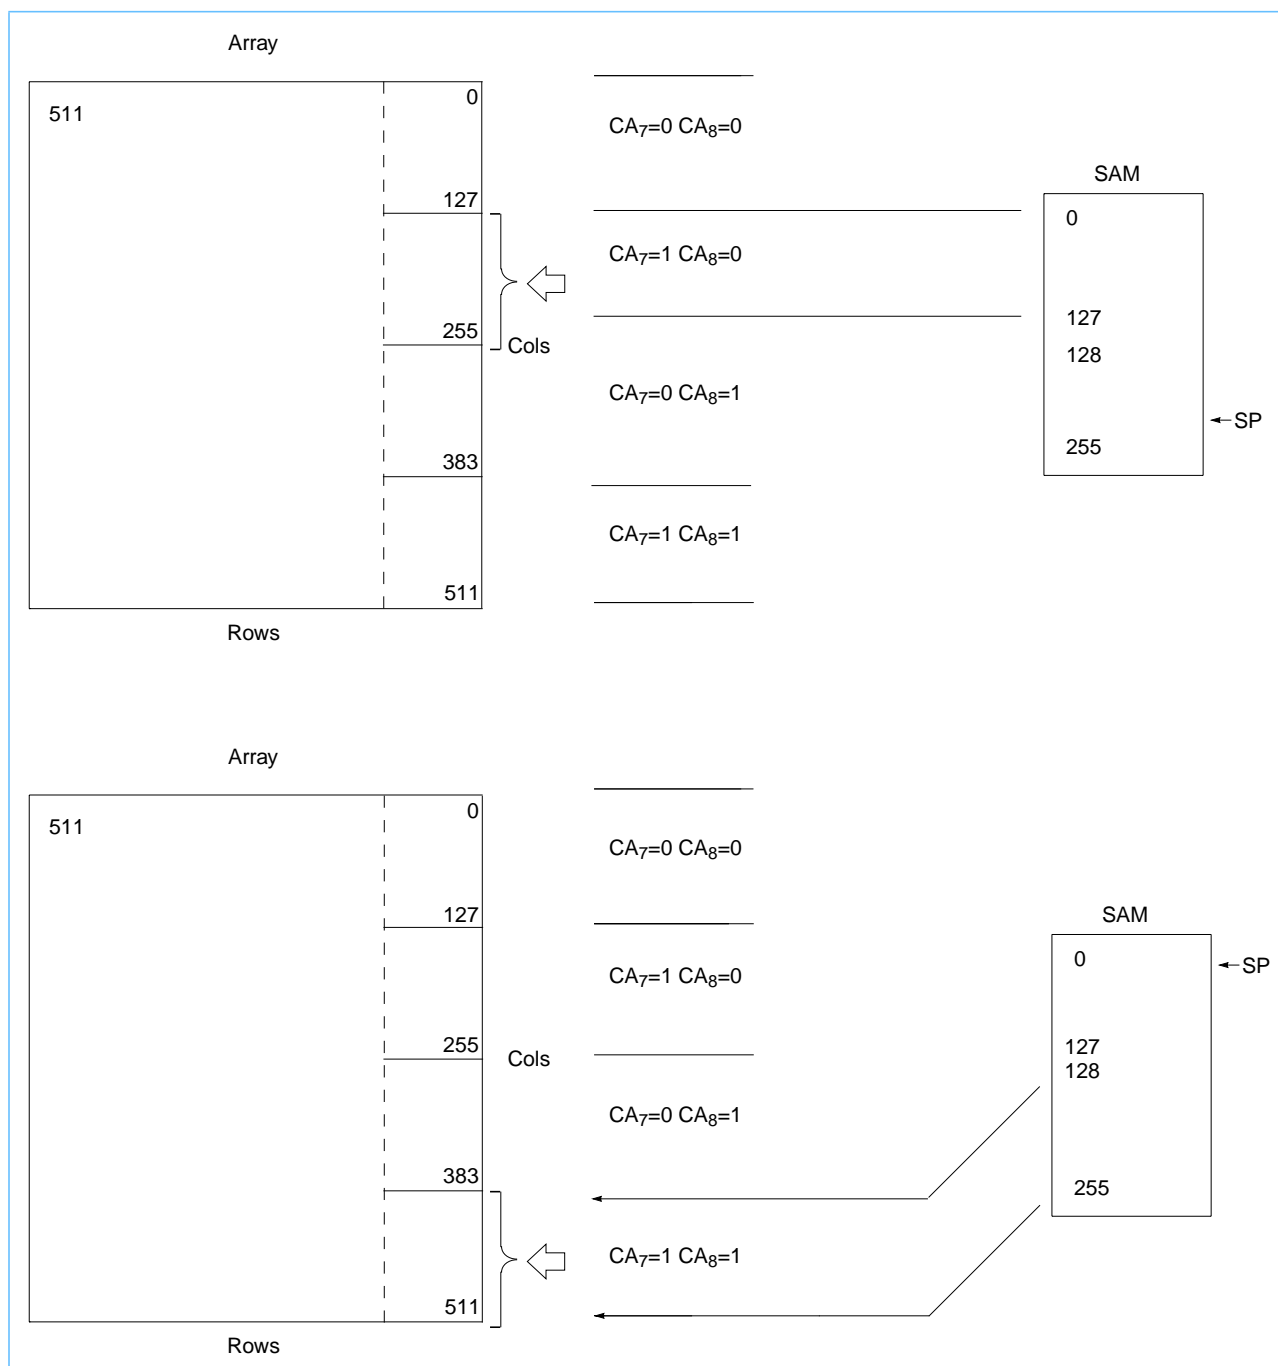 Array
511
0
CA7=0 CA8=0
SAM
127
0
CA7=1 CA8=0
127
255
Cols
128
CA7=0 CA8=1
SP
255
383
CA7=1 CA8=1
511
Rows
Array
0
511
CA7=0 CA8=0
127
SAM
0
SP
CA7=1 CA8=0
255
127
Cols
128
CA7=0 CA8=1
383
255
CA7=1 CA8=1
511
Rows